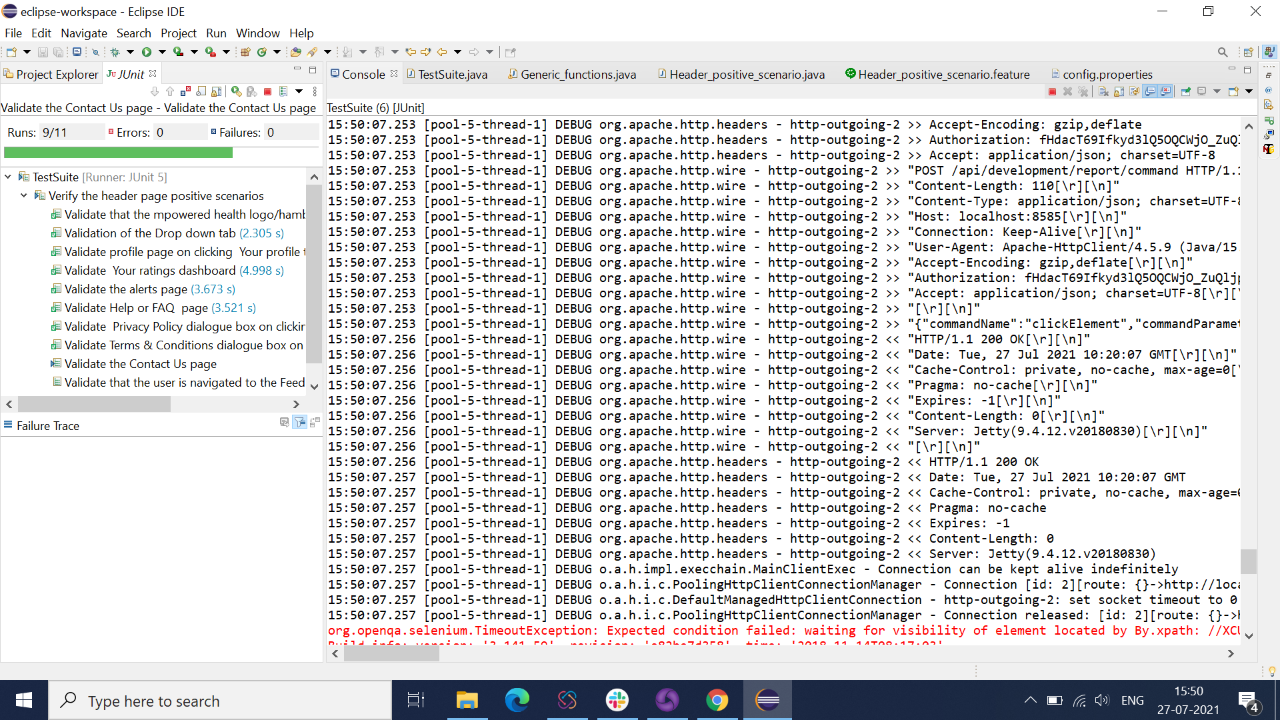 eclipse-workspace - Eclipse IDE
File Edit Navigate Search Project Run Window Help
Project Explorer JUnit
Console TestSuite.java Generic_functions.java Header_positive_scenario.java Header_positive_scenario.feature config.properties
Validate the Contact Us page - Validate the Contact Us page
TestSuite (6) [JUnit]
Runs: 9/11 Errors: 0 Failures: 0
TestSuite [Runner: JUnit 5]
Verify the header page positive scenarios
Validate that the mpowered health logo/hamb
Validation of the Drop down tab (2.305 s)
Validate profile page on clicking Your profile t
Validate Your ratings dashboard (4.998 s)
Validate the alerts page (3.673 s)
Validate Help or FAQ page (3.521 s)
Validate Privacy Policy dialogue box on clickin
Validate Terms & Conditions dialogue box on
Validate the Contact Us page
Validate that the user is navigated to the Feed
Failure Trace
15:50:07.253 [pool-5-thread-1] DEBUG org.apache.http.headers - http-outgoing-2 >> Accept-Encoding: gzip,deflate
15:50:07.253 [pool-5-thread-1] DEBUG org.apache.http.headers - http-outgoing-2 >> Authorization: fHdacT69Ifkyd3lQ5OQCWjO_ZuQl
15:50:07.253 [pool-5-thread-1] DEBUG org.apache.http.headers - http-outgoing-2 >> Accept: application/json; charset=UTF-8
15:50:07.253 [pool-5-thread-1] DEBUG org.apache.http.wire - http-outgoing-2 >> "POST /api/development/report/command HTTP/1.1
15:50:07.253 [pool-5-thread-1] DEBUG org.apache.http.wire - http-outgoing-2 >> "Content-Length: 110[\r][\n]"
15:50:07.253 [pool-5-thread-1] DEBUG org.apache.http.wire - http-outgoing-2 >> "Content-Type: application/json; charset=UTF-8
15:50:07.253 [pool-5-thread-1] DEBUG org.apache.http.wire - http-outgoing-2 >> "Host: localhost:8585[\r][\n]"
15:50:07.253 [pool-5-thread-1] DEBUG org.apache.http.wire - http-outgoing-2 >> "Connection: Keep-Alive[\r][\n]"
15:50:07.253 [pool-5-thread-1] DEBUG org.apache.http.wire - http-outgoing-2 >> "User-Agent: Apache-HttpClient/4.5.9 (Java/15
15:50:07.253 [pool-5-thread-1] DEBUG org.apache.http.wire - http-outgoing-2 >> "Accept-Encoding: gzip,deflate[\r][\n]"
15:50:07.253 [pool-5-thread-1] DEBUG org.apache.http.wire - http-outgoing-2 >> "Authorization: fHdacT69Ifkyd3lQ5OQCWjO_ZuQlj
15:50:07.253 [pool-5-thread-1] DEBUG org.apache.http.wire - http-outgoing-2 >> "Accept: application/json; charset=UTF-8[\r][
15:50:07.253 [pool-5-thread-1] DEBUG org.apache.http.wire - http-outgoing-2 >> "[\r][\n]"
15:50:07.253 [pool-5-thread-1] DEBUG org.apache.http.wire - http-outgoing-2 >> "{"commandName":"clickElement","commandParamet
15:50:07.256 [pool-5-thread-1] DEBUG org.apache.http.wire - http-outgoing-2 << "HTTP/1.1 200 OK[\r][\n]"
15:50:07.256 [pool-5-thread-1] DEBUG org.apache.http.wire - http-outgoing-2 << "Date: Tue, 27 Jul 2021 10:20:07 GMT[\r][\n]"
15:50:07.256 [pool-5-thread-1] DEBUG org.apache.http.wire - http-outgoing-2 << "Cache-Control: private, no-cache, max-age=0[
15:50:07.256 [pool-5-thread-1] DEBUG org.apache.http.wire - http-outgoing-2 << "Pragma: no-cache[\r][\n]"
15:50:07.256 [pool-5-thread-1] DEBUG org.apache.http.wire - http-outgoing-2 << "Expires: -1[\r][\n]"
15:50:07.256 [pool-5-thread-1] DEBUG org.apache.http.wire - http-outgoing-2 << "Content-Length: 0[\r][\n]"
15:50:07.256 [pool-5-thread-1] DEBUG org.apache.http.wire - http-outgoing-2 << "Server: Jetty(9.4.12.v20180830)[\r][\n]"
15:50:07.256 [pool-5-thread-1] DEBUG org.apache.http.wire - http-outgoing-2 << "[\r][\n]"
15:50:07.256 [pool-5-thread-1] DEBUG org.apache.http.headers - http-outgoing-2 << HTTP/1.1 200 OK
15:50:07.257 [pool-5-thread-1] DEBUG org.apache.http.headers - http-outgoing-2 << Date: Tue, 27 Jul 2021 10:20:07 GMT
15:50:07.257 [pool-5-thread-1] DEBUG org.apache.http.headers - http-outgoing-2 << Cache-Control: private, no-cache, max-age=0
15:50:07.257 [pool-5-thread-1] DEBUG org.apache.http.headers - http-outgoing-2 << Pragma: no-cache
15:50:07.257 [pool-5-thread-1] DEBUG org.apache.http.headers - http-outgoing-2 << Expires: -1
15:50:07.257 [pool-5-thread-1] DEBUG org.apache.http.headers - http-outgoing-2 << Content-Length: 0
15:50:07.257 [pool-5-thread-1] DEBUG org.apache.http.headers - http-outgoing-2 << Server: Jetty(9.4.12.v20180830)
15:50:07.257 [pool-5-thread-1] DEBUG o.a.h.impl.execchain.MainClientExec - Connection can be kept alive indefinitely
15:50:07.257 [pool-5-thread-1] DEBUG o.a.h.i.c.PoolingHttpClientConnectionManager - Connection [id: 2][route: {}->http://loca
15:50:07.257 [pool-5-thread-1] DEBUG o.a.h.i.c.DefaultManagedHttpClientConnection - http-outgoing-2: set socket timeout to 0
15:50:07.257 [pool-5-thread-1] DEBUG o.a.h.i.c.PoolingHttpClientConnectionManager - Connection released: [id: 2][route: {}->h
org.openqa.selenium.TimeoutException: Expected condition failed: waiting for visibility of element located by By.xpath: //XCU
Type here to search
ENG
15:50
27-07-2021
4